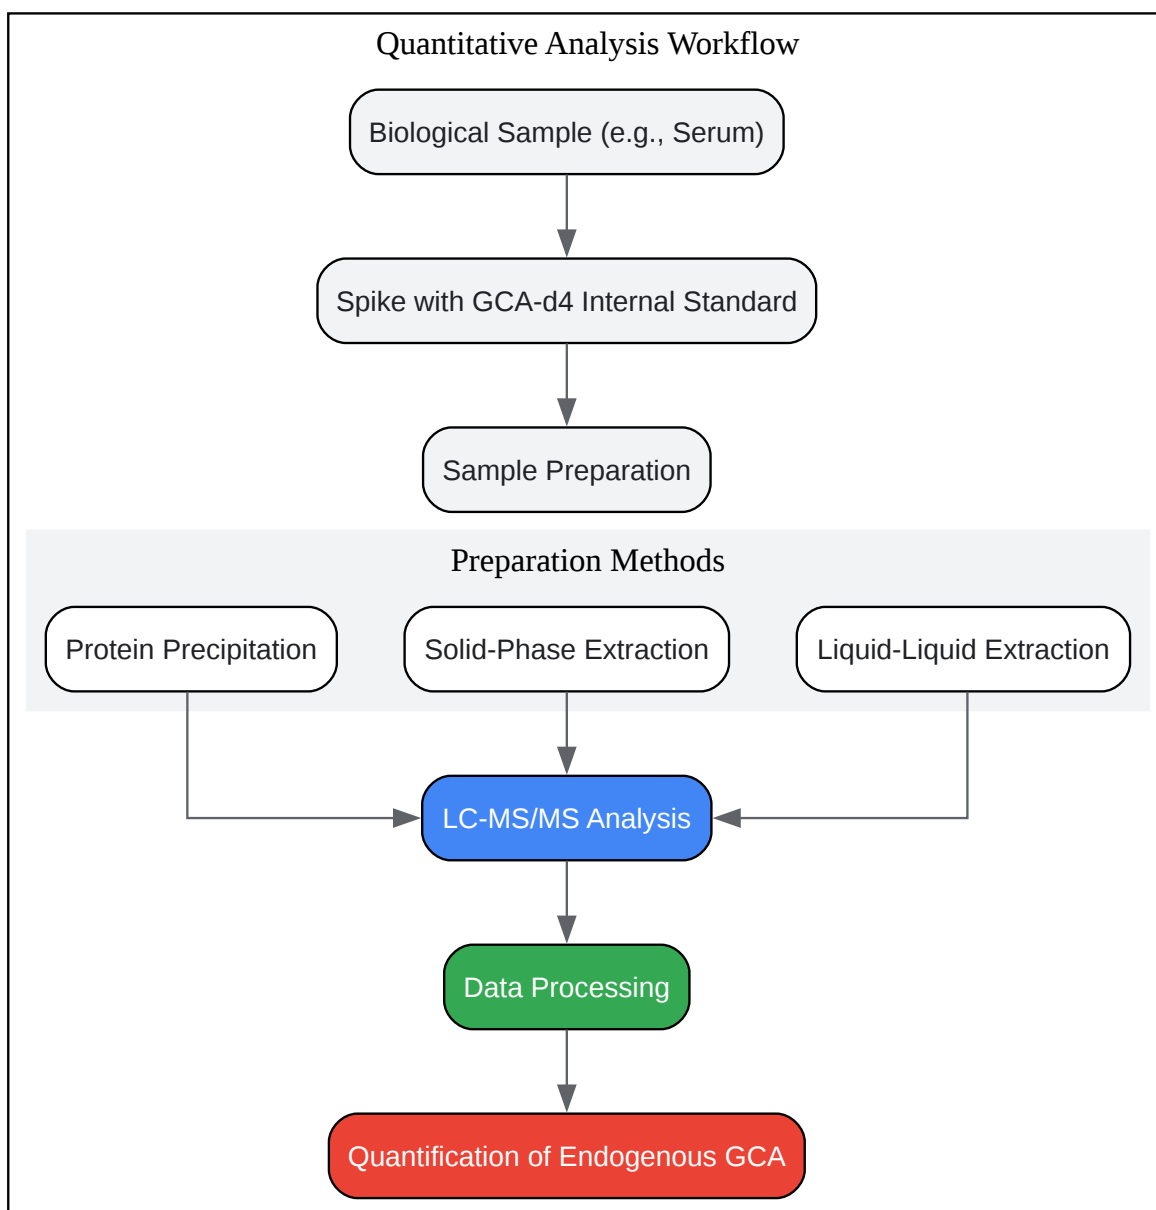 Quantitative Analysis Workflow
Biological Sample (e.g., Serum)
Spike with GCA-d4 Internal Standard
Sample Preparation
Preparation Methods
Protein Precipitation
Solid-Phase Extraction
Liquid-Liquid Extraction
LC-MS/MS Analysis
Data Processing
Quantification of Endogenous GCA